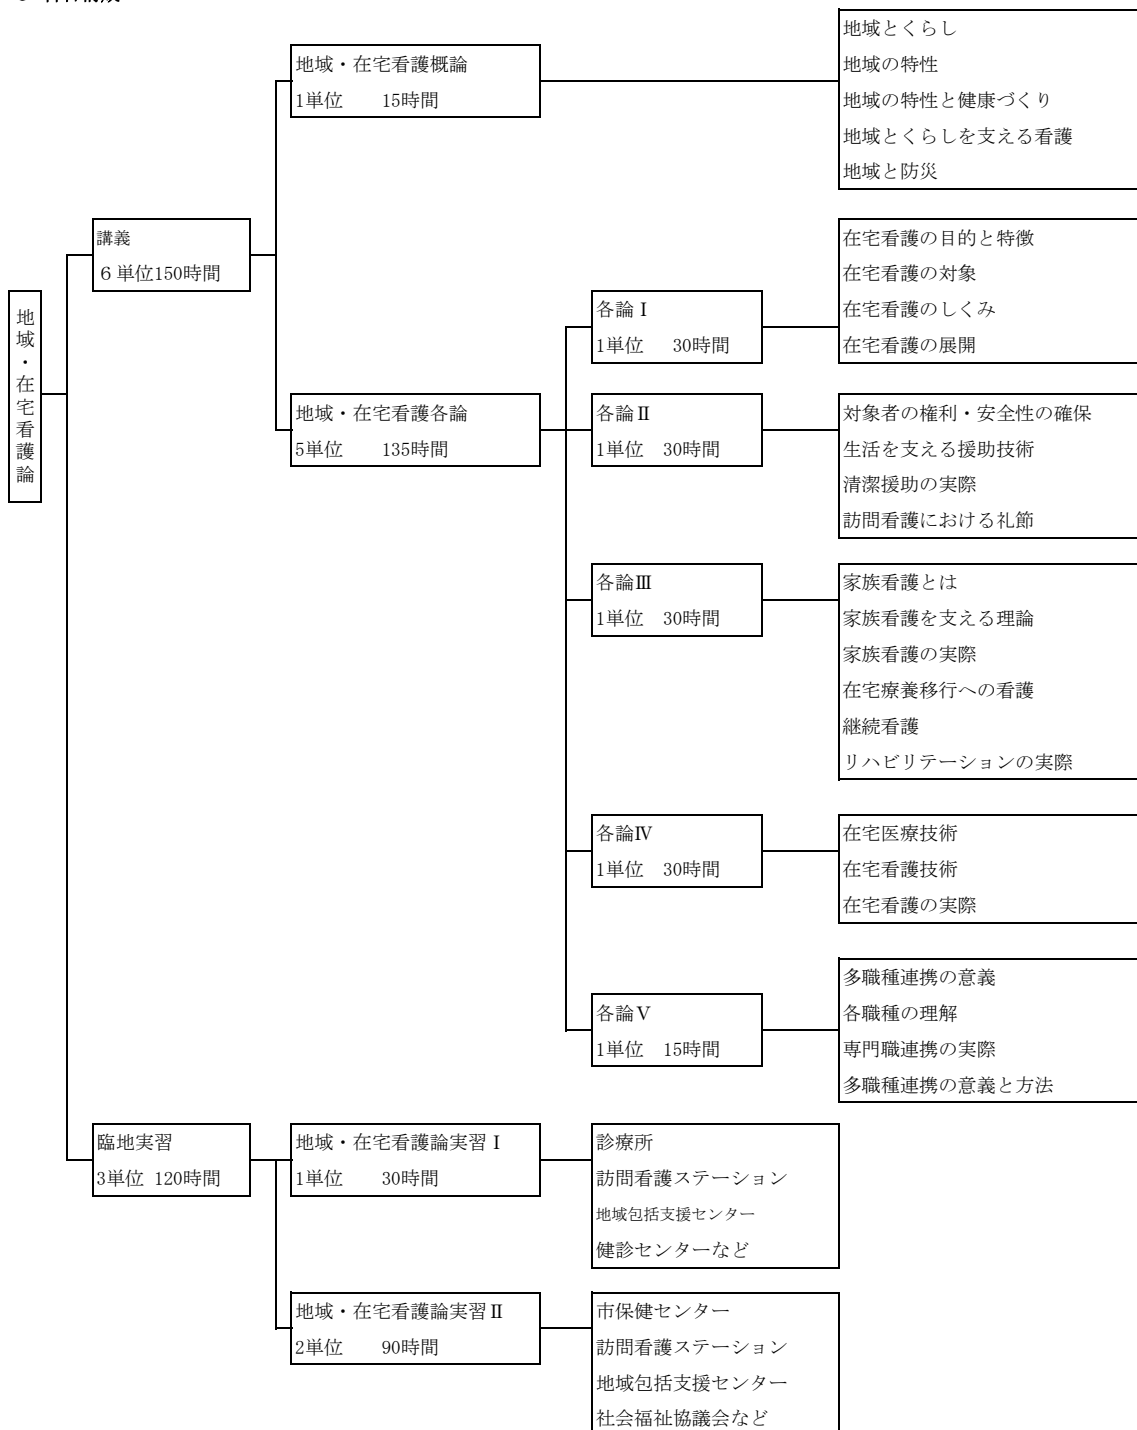 地域・在宅看護論
講義
６単位150時間
地域・在宅看護概論
1単位 15時間
地域とくらし
地域の特性
地域の特性と健康づくり
地域とくらしを支える看護
地域と防災
地域・在宅看護各論
5単位 135時間
各論Ⅰ
1単位 30時間
在宅看護の目的と特徴
在宅看護の対象
在宅看護のしくみ
在宅看護の展開
各論Ⅱ
1単位 30時間
対象者の権利・安全性の確保
生活を支える援助技術
清潔援助の実際
訪問看護における礼節
各論Ⅲ
1単位 30時間
家族看護とは
家族看護を支える理論
家族看護の実際
在宅療養移行への看護
継続看護
リハビリテーションの実際
各論Ⅳ
1単位 30時間
在宅医療技術
在宅看護技術
在宅看護の実際
各論Ⅴ
1単位 15時間
多職種連携の意義
各職種の理解
専門職連携の実際
多職種連携の意義と方法
臨地実習
3単位 120時間
地域・在宅看護論実習Ⅰ
1単位 30時間
診療所
訪問看護ステーション
地域包括支援センター
健診センターなど
地域・在宅看護論実習Ⅱ
2単位 90時間
市保健センター
訪問看護ステーション
地域包括支援センター
社会福祉協議会など